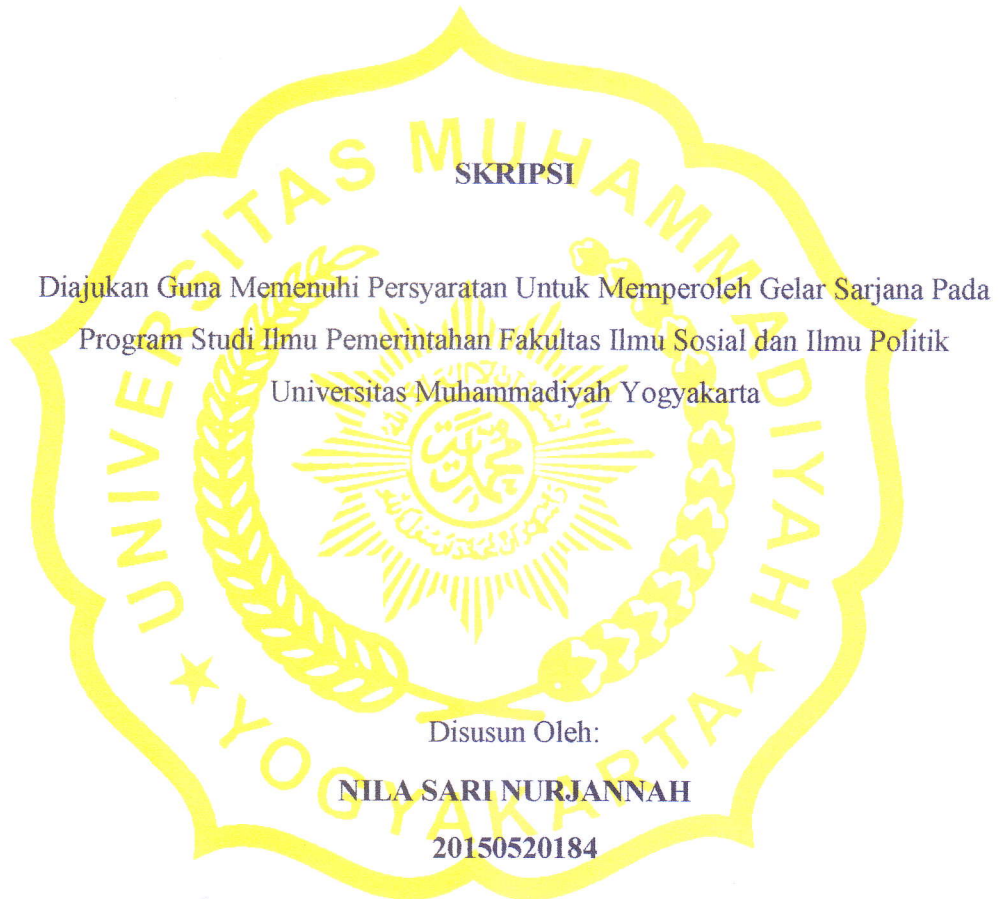 SKRIPSI
Diajukan Guna Memenuhi Persyaratan Untuk Memperoleh Gelar Sarjana Pada
Program Studi Ilmu Pemerintahan Fakultas Ilmu Sosial dan Ilmu Politik
Universitas Muhammadiyah Yogyakarta
UNIVERSITAS MUHAMMADIYAH
YOGYAKARTA
محمدية
Disusun Oleh:
NILA SARI NURJANNAH
20150520184